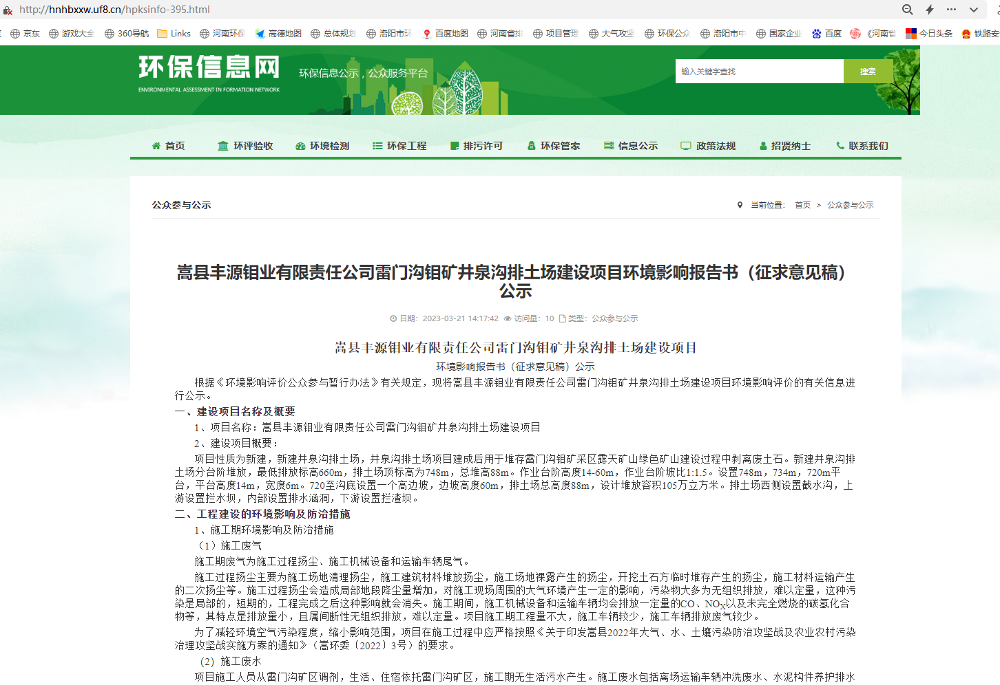 http://hnhbxxw.uf8.cn/hpksinfo-395.html
京东 游戏大全 360导航 Links 河南环保 高德地图 总体规划 洛阳市环 百度地图 河南省排 项目管理 大气攻坚 环保公众 洛阳市中 国家企业 百度 《河南省 今日头条 铁路安
环保信息网
环保信息公示，公众服务平台
ENVIRONMENTAL ASSESSMENT IN FORMATION NETWORK
输入关键字查找 搜索
首页 环评验收 环境检测 环保工程 排污许可 环保管家 信息公示 政策法规 招贤纳士 联系我们
公众参与公示 当前位置： 首页 > 公众参与公示
嵩县丰源钼业有限责任公司雷门沟钼矿井泉沟排土场建设项目环境影响报告书（征求意见稿）
公示
日期：2023-03-21 14:17:42 访问量：10 类型：公众参与公示
嵩县丰源钼业有限责任公司雷门沟钼矿井泉沟排土场建设项目
环境影响报告书（征求意见稿）公示
根据《环境影响评价公众参与暂行办法》有关规定，现将嵩县丰源钼业有限责任公司雷门沟钼矿井泉沟排土场建设项目环境影响评价的有关信息进
行公示。
一、建设项目名称及概要
1、项目名称：嵩县丰源钼业有限责任公司雷门沟钼矿井泉沟排土场建设项目
2、建设项目概要：
项目性质为新建，新建井泉沟排土场，井泉沟排土场项目建成后用于堆存雷门沟钼矿采区露天矿山绿色矿山建设过程中剥离废土石。新建井泉沟排
土场分台阶堆放，最低排放标高660m，排土场顶标高为748m，总堆高88m。作业台阶高度14-60m，作业台阶坡比1:1.5。设置748m，734m，720m平
台，平台高度14m，宽度6m。720至沟底设置一个高边坡，边坡高度60m，排土场总高度88m，设计堆放容积105万立方米。排土场西侧设置截水沟，上
游设置拦水坝，内部设置排水涵洞，下游设置拦渣坝。
二、工程建设的环境影响及防治措施
1、施工期环境影响及防治措施
（1）施工废气
施工期废气为施工过程扬尘、施工机械设备和运输车辆尾气。
施工过程扬尘主要为施工场地清理扬尘，施工建筑材料堆放扬尘，施工场地裸露产生的扬尘，开挖土石方临时堆存产生的扬尘，施工材料运输产生
的二次扬尘等。施工过程扬尘会造成局部地段降尘量增加，对施工现场周围的大气环境产生一定的影响，污染物大多为无组织排放，难以定量，这种污
染是局部的，短期的，工程完成之后这种影响就会消失。施工期间，施工机械设备和运输车辆均会排放一定量的CO、NOX以及未完全燃烧的碳氢化合
物等，其特点是排放量小，且属间断性无组织排放，难以定量。项目施工期工程量不大，施工车辆较少，施工车辆排放废气较少。
为了减轻环境空气污染程度，缩小影响范围，项目在施工过程中应严格按照《关于印发嵩县2022年大气、水、土壤污染防治攻坚战及农业农村污染
治理攻坚战实施方案的通知》（嵩环委〔2022〕3号）的要求。
（2）施工废水
项目施工人员从雷门沟矿区调剂，生活、住宿依托雷门沟矿区，施工期无生活污水产生。施工废水包括离场运输车辆冲洗废水、水泥构件养护排水